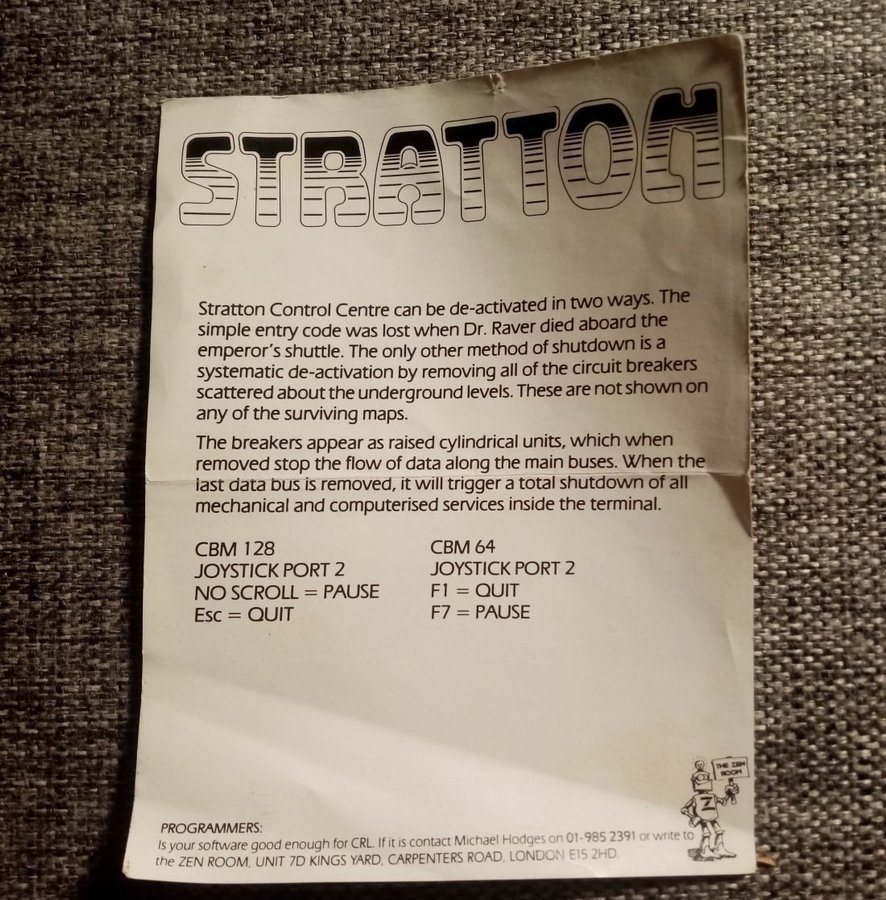 STRATTON
Stratton Control Centre can be de-activated in two ways. The
simple entry code was lost when Dr. Raver died aboard the
emperor's shuttle. The only other method of shutdown is a
systematic de-activation by removing all of the circuit breakers
scattered about the underground levels. These are not shown on
any of the surviving maps.
The breakers appear as raised cylindrical units, which when
removed stop the flow of data along the main buses. When the
last data bus is removed, it will trigger a total shutdown of all
mechanical and computerised services inside the terminal.
CBM 128
JOYSTICK PORT 2
NO SCROLL = PAUSE
Esc = QUIT
CBM 64
JOYSTICK PORT 2
F1 = QUIT
F7 = PAUSE
THE ZEN
ROOM
Z
PROGRAMMERS:
Is your software good enough for CRL. If it is contact Michael Hodges on 01-985 2391 or write to
the ZEN ROOM, UNIT 7D KINGS YARD, CARPENTERS ROAD, LONDON E15 2HD.